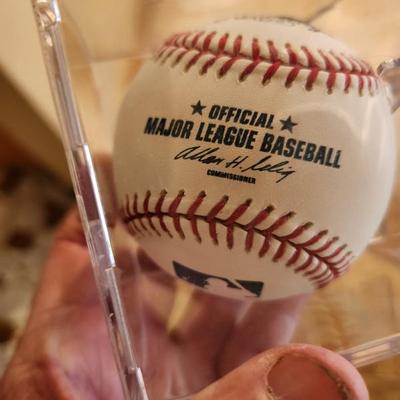 ★ OFFICIAL ★
MAJOR LEAGUE BASEBALL
Allan H. Selig
COMMISSIONER